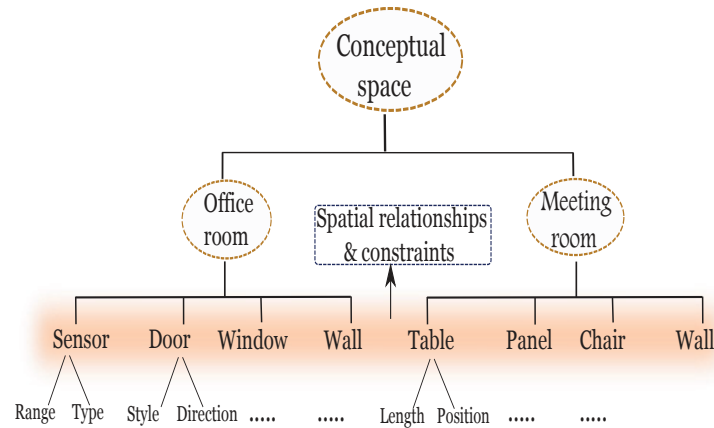 Conceptual
space
Office
room
Spatial relationships
& constraints
Meeting
room
Sensor Door Window Wall Table Panel Chair Wall
Range Type Style Direction ..... ..... Length Position ..... .....